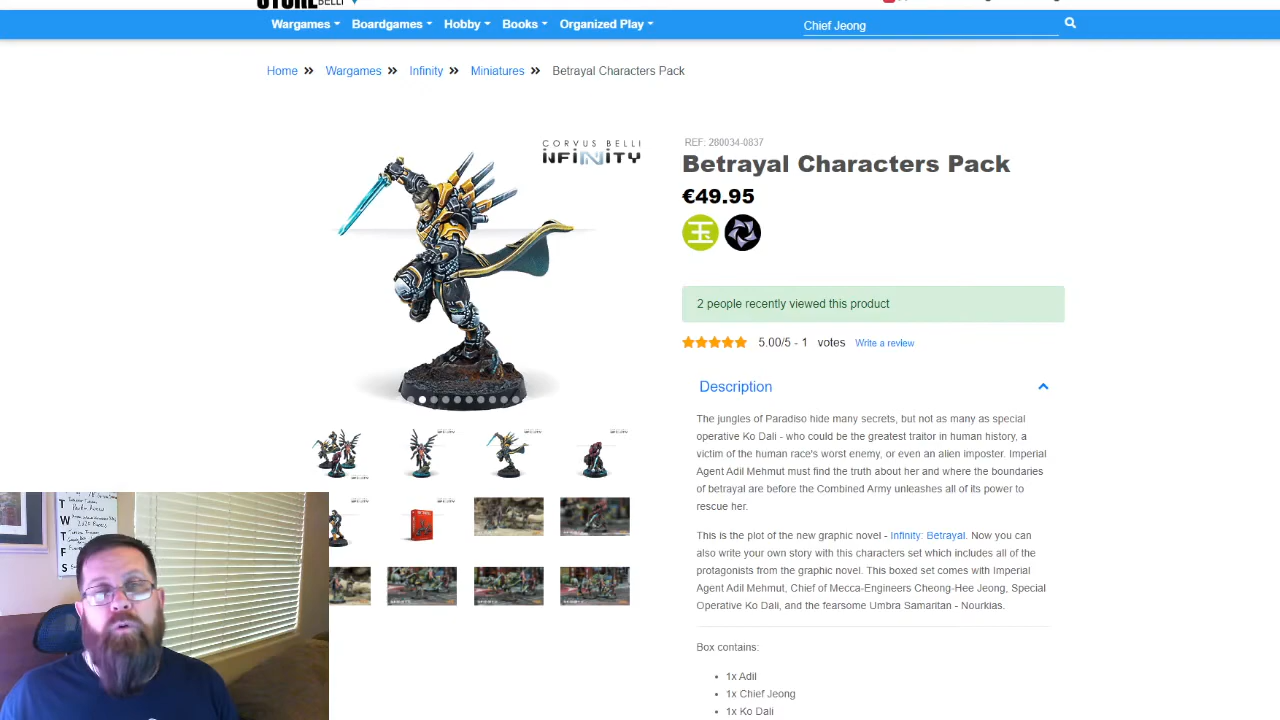 STORE BELLI
Wargames Boardgames Hobby Books Organized Play Chief Jeong
Home Wargames Infinity Miniatures Betrayal Characters Pack
CORVUS BELLI
INFINITY
REF: 280034-0837
Betrayal Characters Pack
€49.95
玉
2 people recently viewed this product
5.00/5 - 1 votes Write a review
Description
The jungles of Paradiso hide many secrets, but not as many as special
operative Ko Dali - who could be the greatest traitor in human history, a
victim of the human race's worst enemy, or even an alien imposter. Imperial
Agent Adil Mehmut must find the truth about her and where the boundaries
of betrayal are before the Combined Army unleashes all of its power to
rescue her.
This is the plot of the new graphic novel - Infinity: Betrayal. Now you can
also write your own story with this characters set which includes all of the
protagonists from the graphic novel. This boxed set comes with Imperial
Agent Adil Mehmut, Chief of Mecca-Engineers Cheong-Hee Jeong, Special
Operative Ko Dali, and the fearsome Umbra Samaritan - Nourkias.
Box contains:
1x Adil
1x Chief Jeong
1x Ko Dali
T
W
T
F
S